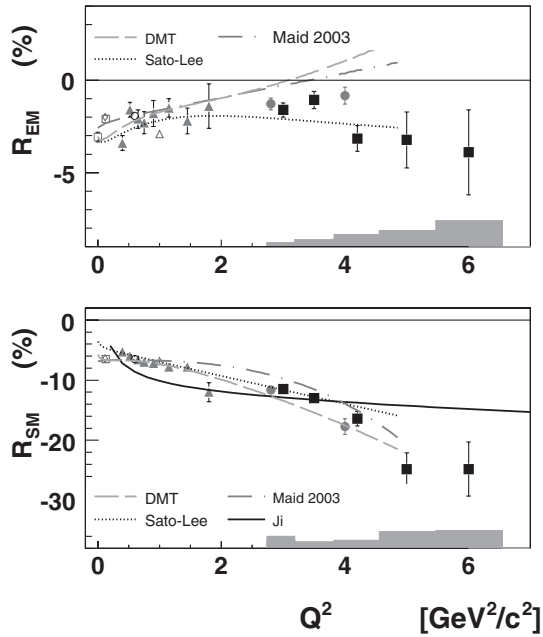 R_EM (%)
DMT
Maid 2003
Sato-Lee
0
-5
0 2 4 6
R_SM (%)
0
-10
-20
-30
DMT
Maid 2003
Sato-Lee
Ji
0 2 4 6
Q² [GeV²/c²]